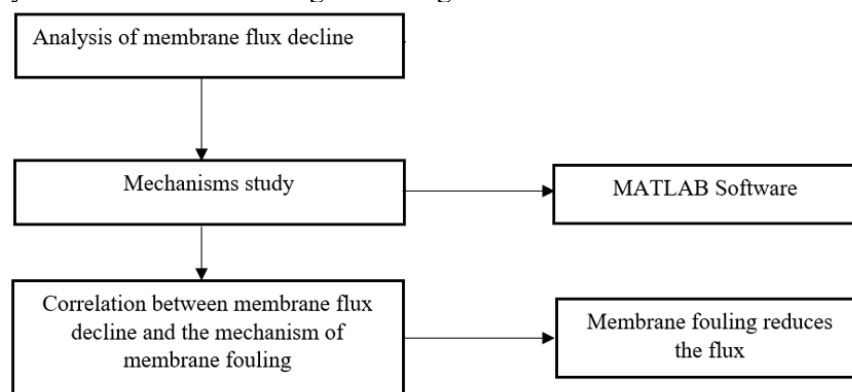 Analysis of membrane flux decline
Mechanisms study
MATLAB Software
Correlation between membrane flux
decline and the mechanism of
membrane fouling
Membrane fouling reduces
the flux